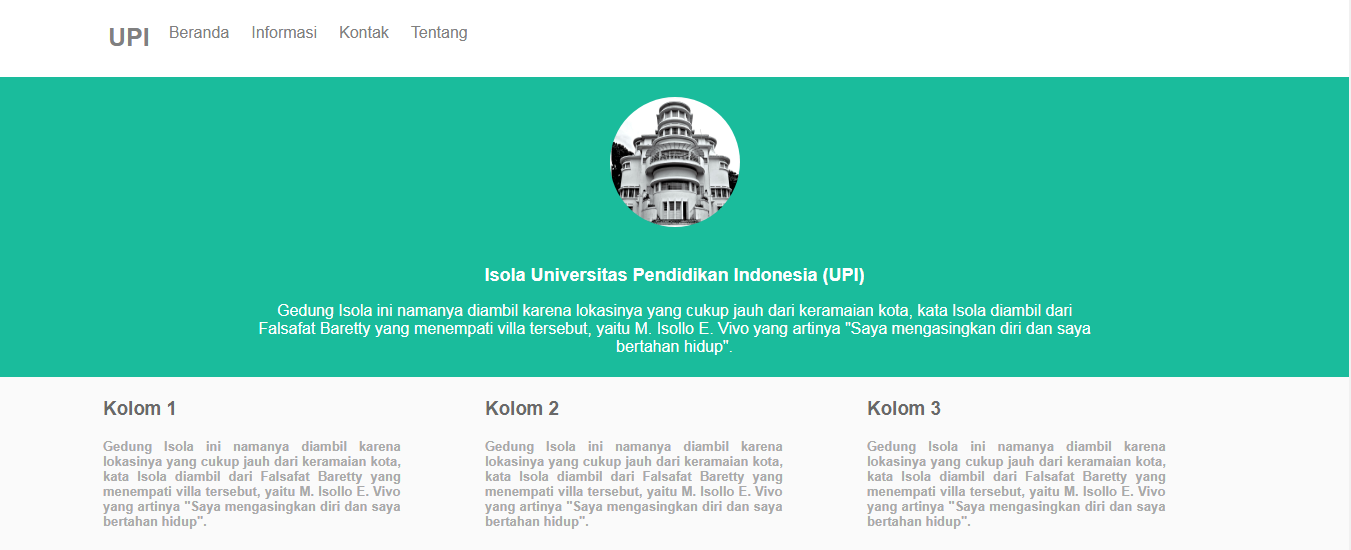 UPI Beranda Informasi Kontak Tentang
Isola Universitas Pendidikan Indonesia (UPI)
Gedung Isola ini namanya diambil karena lokasinya yang cukup jauh dari keramaian kota, kata Isola diambil dari
Falsafat Baretty yang menempati villa tersebut, yaitu M. Isollo E. Vivo yang artinya "Saya mengasingkan diri dan saya
bertahan hidup".
Kolom 1
Gedung Isola ini namanya diambil karena
lokasinya yang cukup jauh dari keramaian kota,
kata Isola diambil dari Falsafat Baretty yang
menempati villa tersebut, yaitu M. Isollo E. Vivo
yang artinya "Saya mengasingkan diri dan saya
bertahan hidup".
Kolom 2
Gedung Isola ini namanya diambil karena
lokasinya yang cukup jauh dari keramaian kota,
kata Isola diambil dari Falsafat Baretty yang
menempati villa tersebut, yaitu M. Isollo E. Vivo
yang artinya "Saya mengasingkan diri dan saya
bertahan hidup".
Kolom 3
Gedung Isola ini namanya diambil karena
lokasinya yang cukup jauh dari keramaian kota,
kata Isola diambil dari Falsafat Baretty yang
menempati villa tersebut, yaitu M. Isollo E. Vivo
yang artinya "Saya mengasingkan diri dan saya
bertahan hidup".